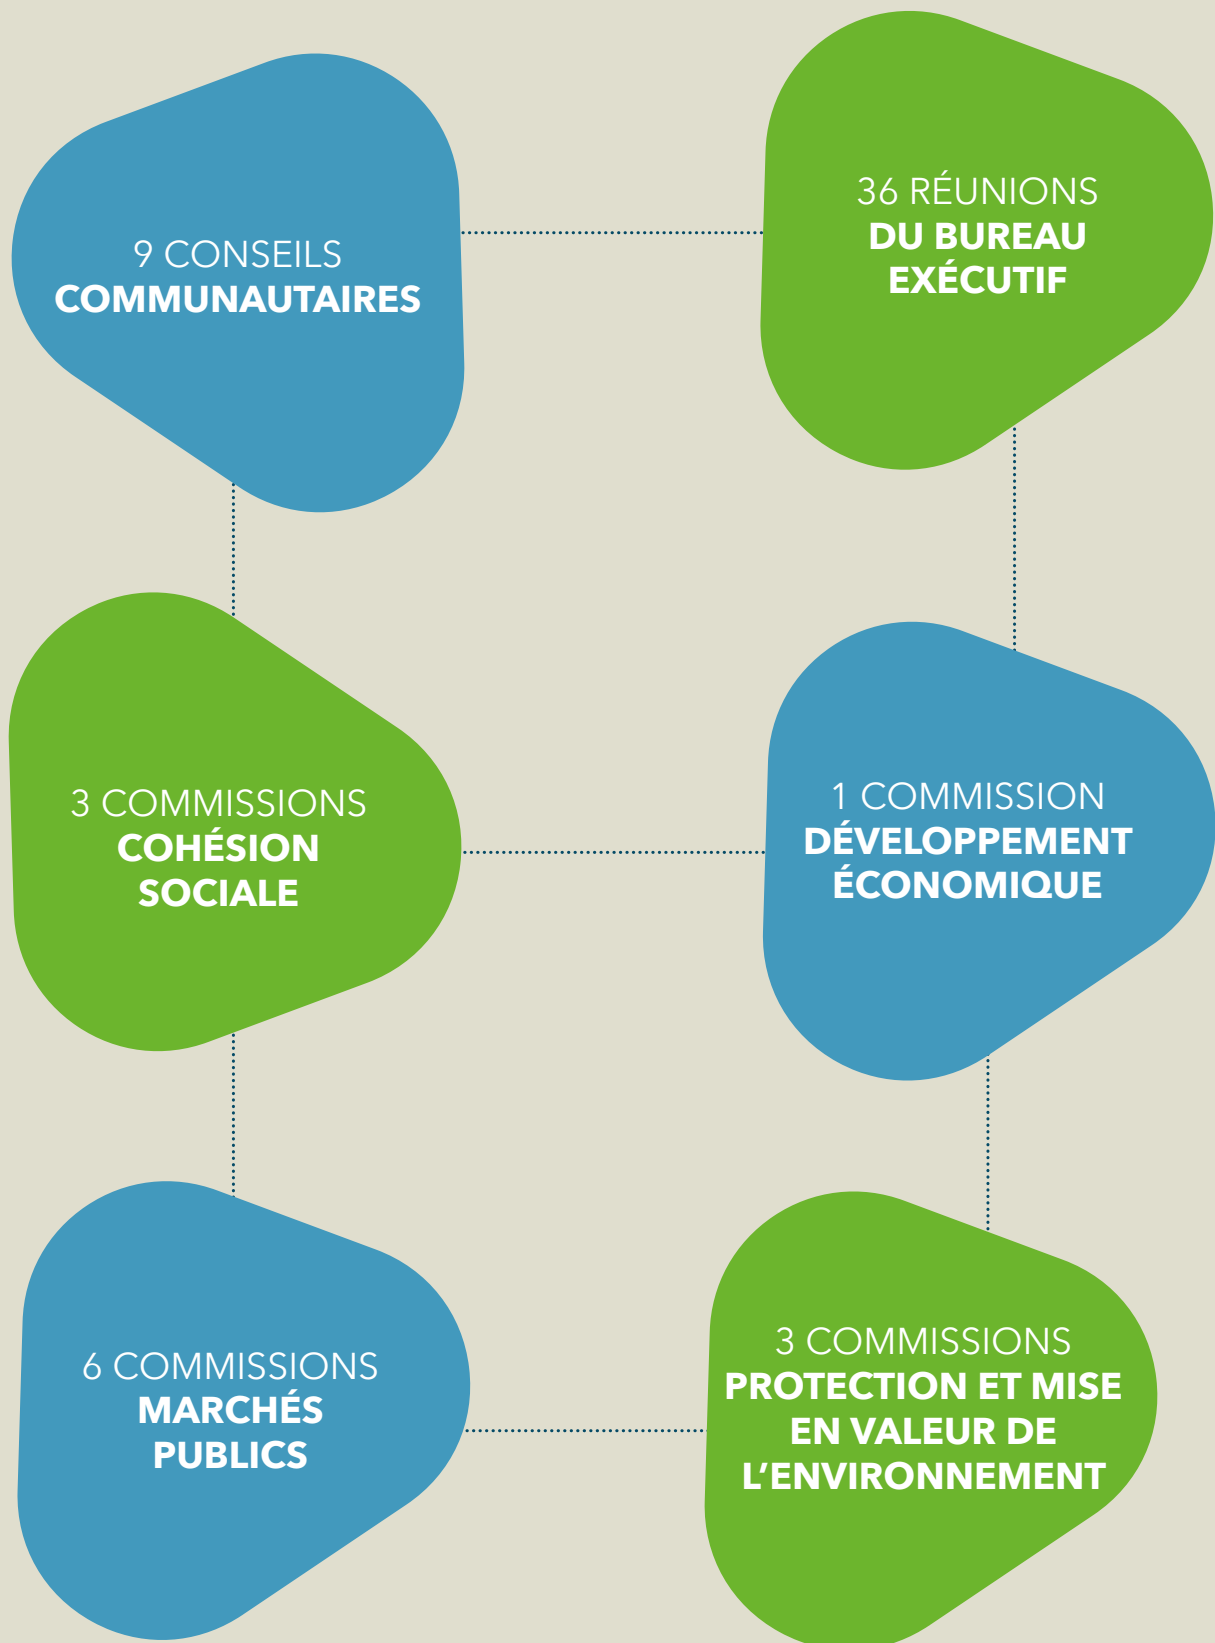 9 CONSEILS
COMMUNAUTAIRES
36 RÉUNIONS
DU BUREAU
EXÉCUTIF
3 COMMISSIONS
COHÉSION
SOCIALE
1 COMMISSION
DÉVELOPPEMENT
ÉCONOMIQUE
6 COMMISSIONS
MARCHÉS
PUBLICS
3 COMMISSIONS
PROTECTION ET MISE
EN VALEUR DE
L’ENVIRONNEMENT